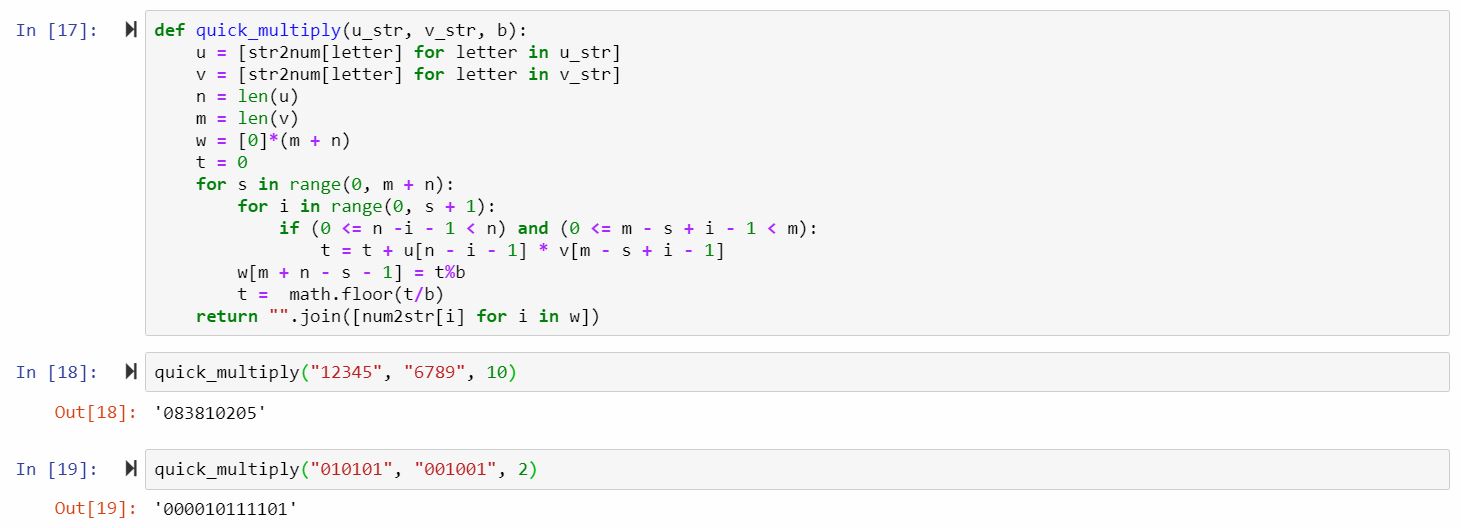 In [17]: def quick_multiply(u_str, v_str, b):
    u = [str2num[letter] for letter in u_str]
    v = [str2num[letter] for letter in v_str]
    n = len(u)
    m = len(v)
    w = [0]*(m + n)
    t = 0
    for s in range(0, m + n):
        for i in range(0, s + 1):
            if (0 <= n -i - 1 < n) and (0 <= m - s + i - 1 < m):
                t = t + u[n - i - 1] * v[m - s + i - 1]
        w[m + n - s - 1] = t%b
        t =  math.floor(t/b)
    return "".join([num2str[i] for i in w])
In [18]: quick_multiply("12345", "6789", 10)
Out[18]: '083810205'
In [19]: quick_multiply("010101", "001001", 2)
Out[19]: '000010111101'